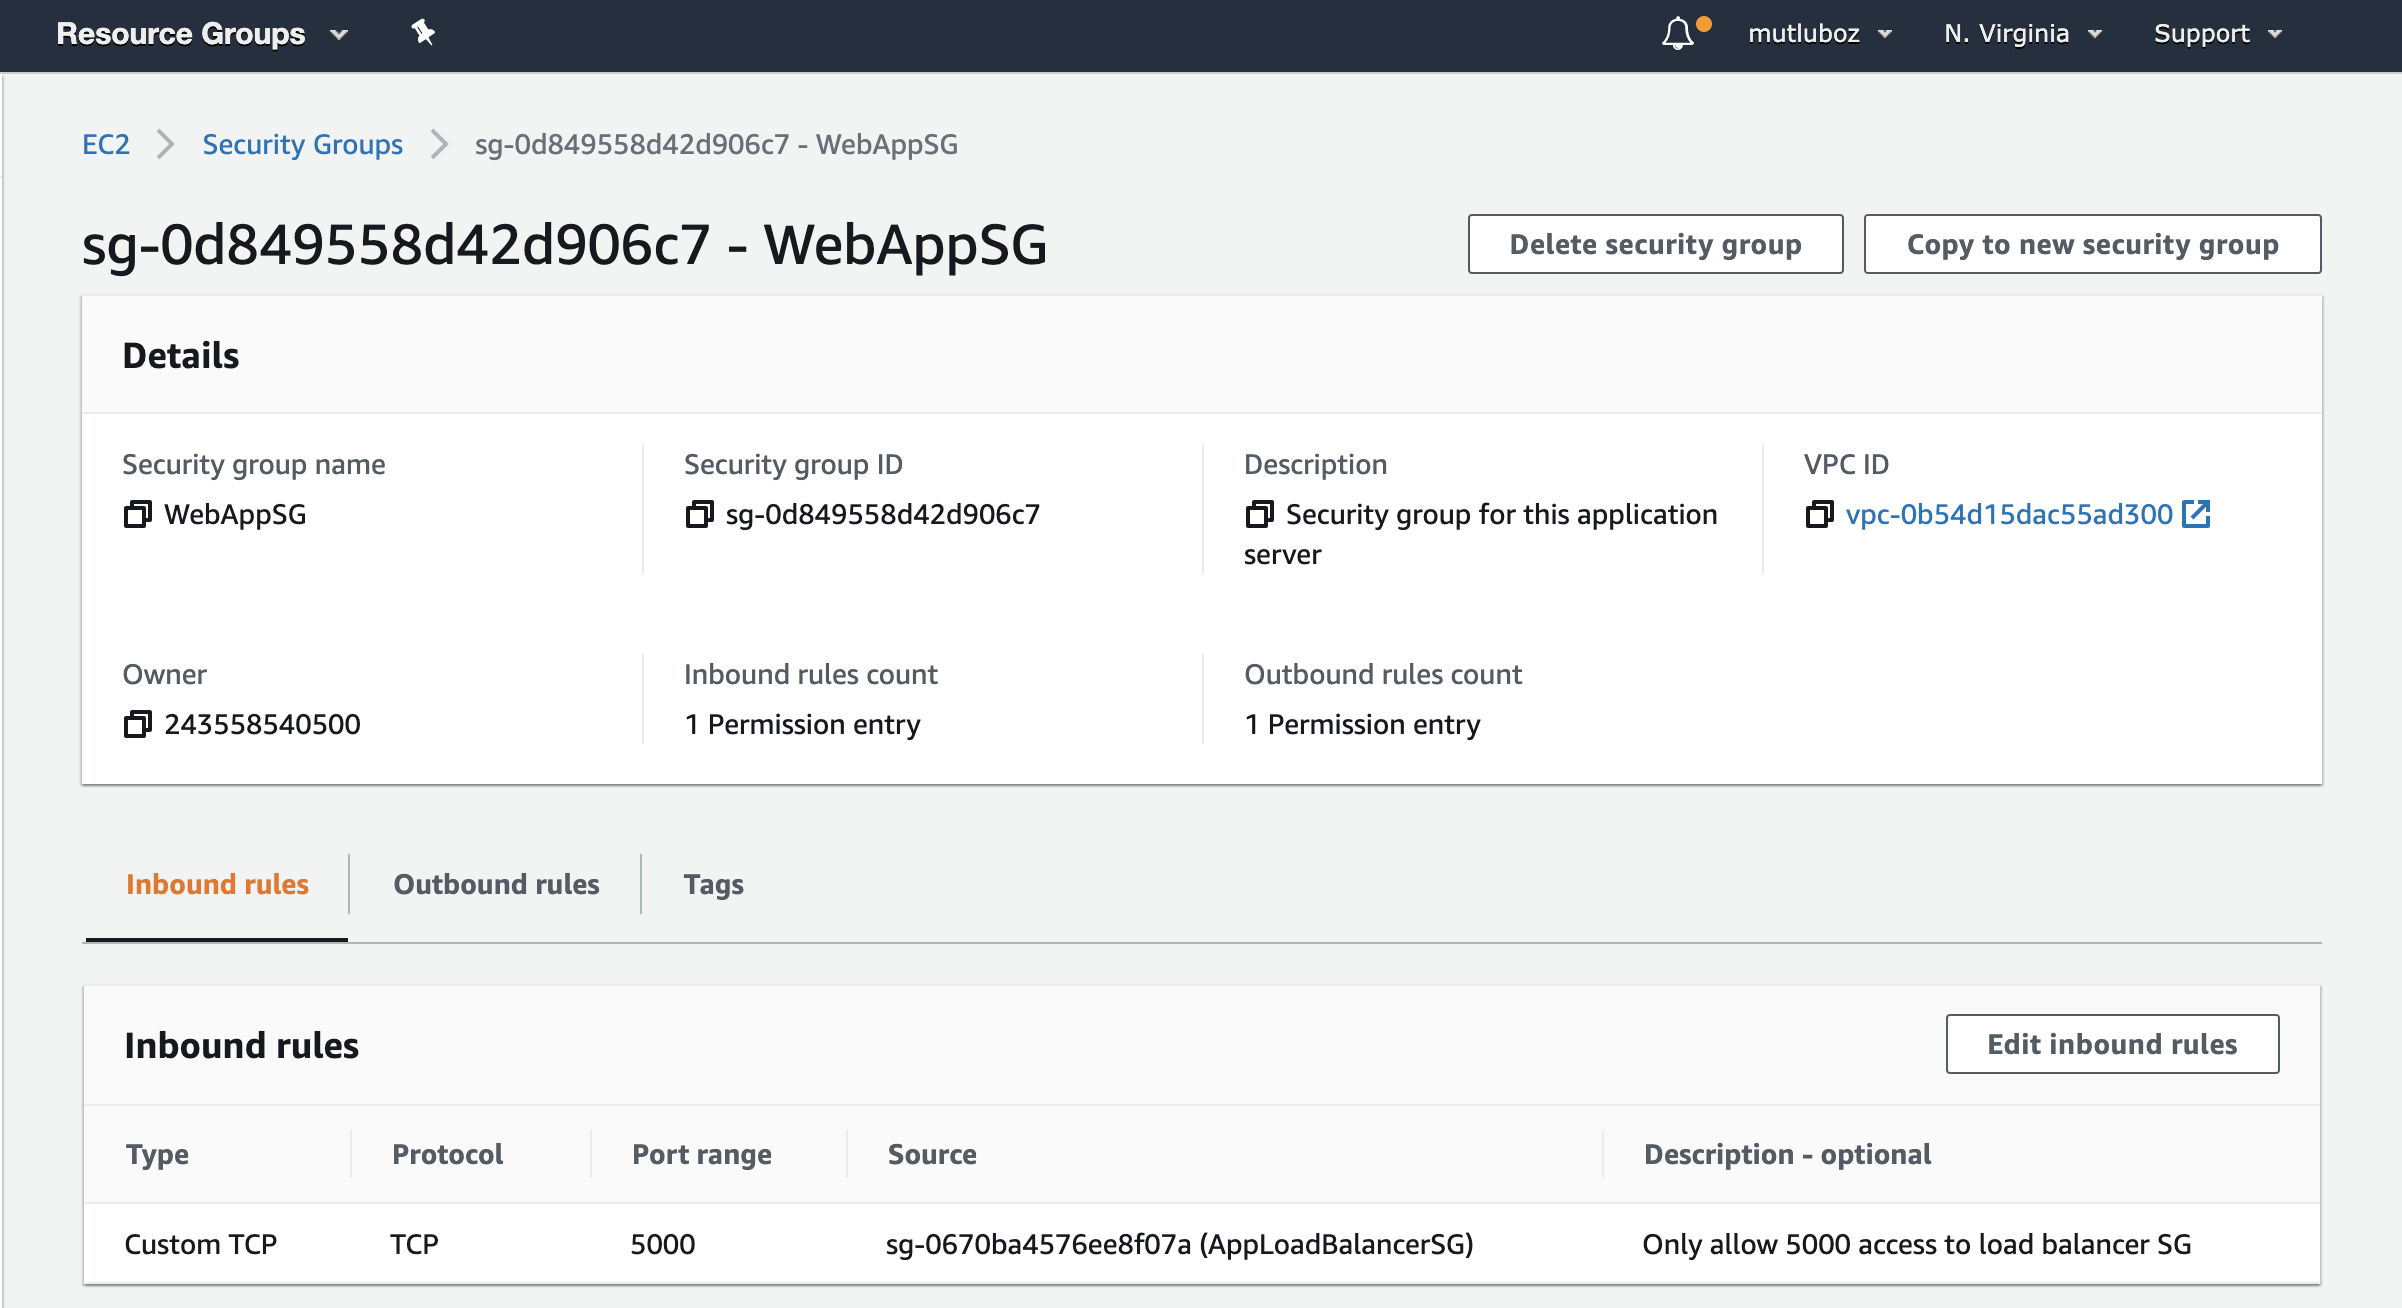 Resource Groups
mutluboz
N. Virginia
Support
EC2
Security Groups
sg-0d849558d42d906c7 - WebAppSG
sg-0d849558d42d906c7 - WebAppSG
Delete security group
Copy to new security group
Details
Security group name
WebAppSG
Security group ID
sg-0d849558d42d906c7
Description
Security group for this application
server
VPC ID
vpc-0b54d15dac55ad300
Owner
243558540500
Inbound rules count
1 Permission entry
Outbound rules count
1 Permission entry
Inbound rules
Outbound rules
Tags
Inbound rules
Edit inbound rules
Type
Protocol
Port range
Source
Description - optional
Custom TCP
TCP
5000
sg-0670ba4576ee8f07a (AppLoadBalancerSG)
Only allow 5000 access to load balancer SG